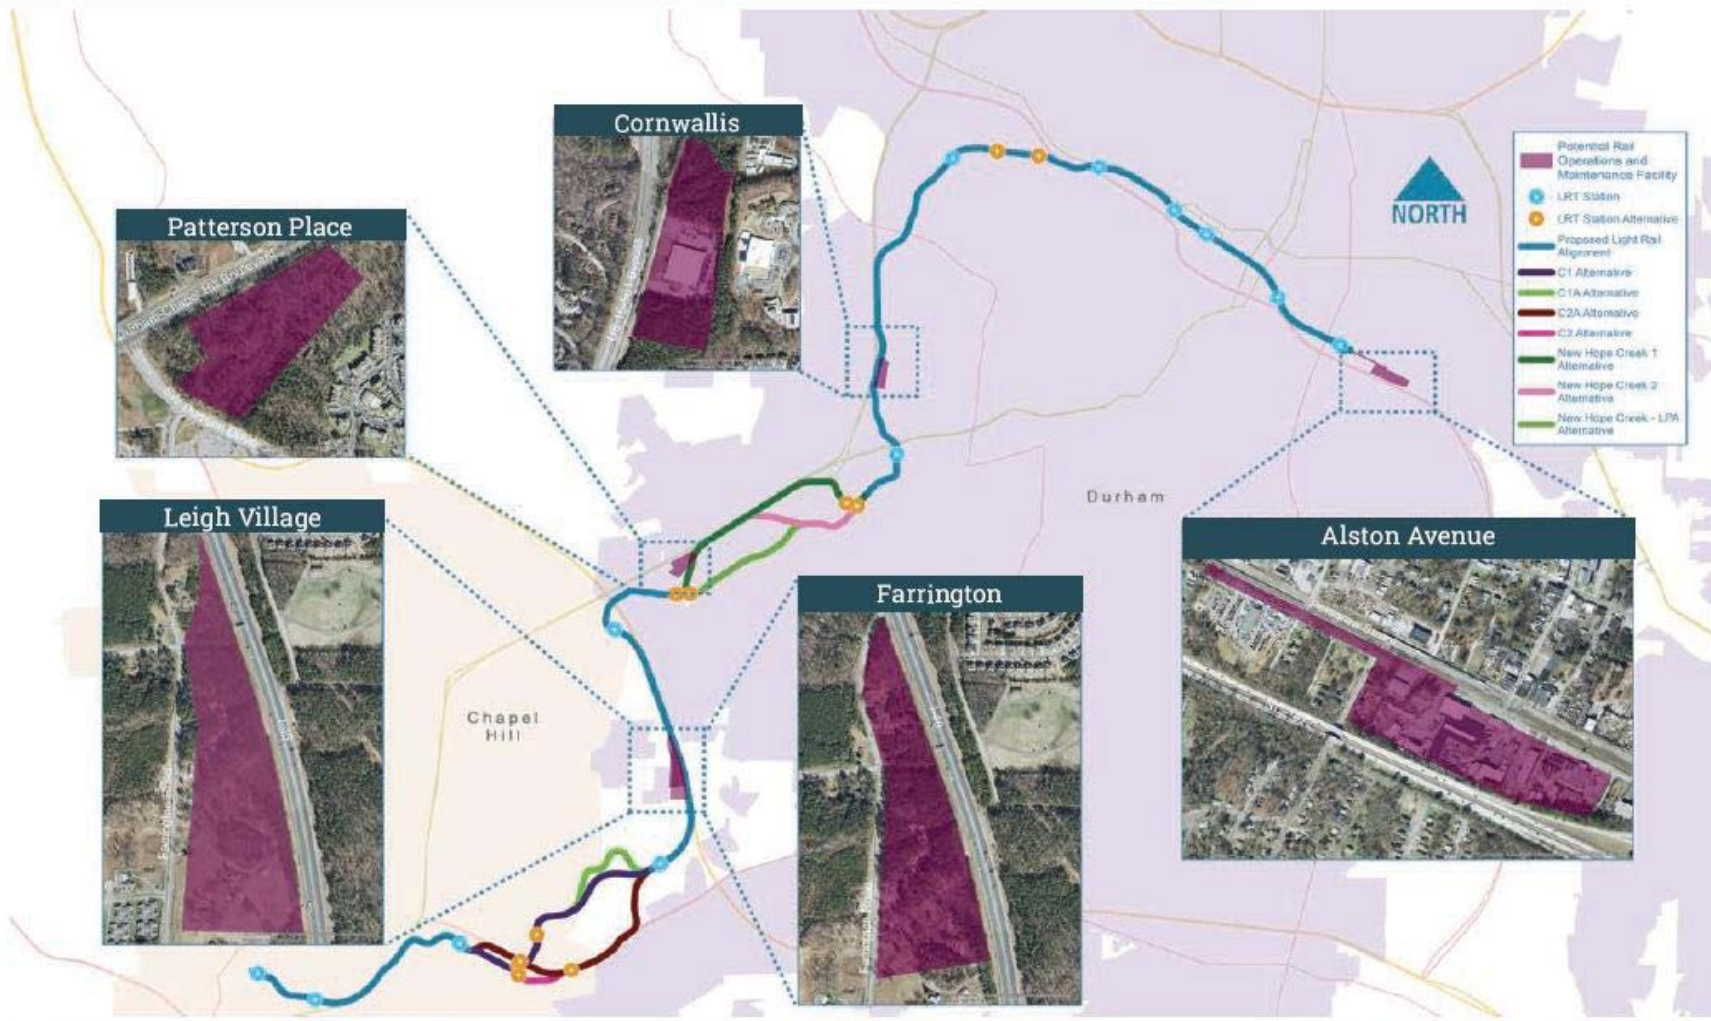 Cornwallis
Patterson Place
Leigh Village
Farrington
Alston Avenue
Durham
Chapel
Hill
NORTH
Potential Rail
Operations and
Maintenance Facility
LRT Station
LRT Station Alternative
Proposed Light Rail
Alignment
C1 Alternative
C1A Alternative
C2A Alternative
C2 Alternative
New Hope Creek 1
Alternative
New Hope Creek 2
Alternative
New Hope Creek - LPA
Alternative